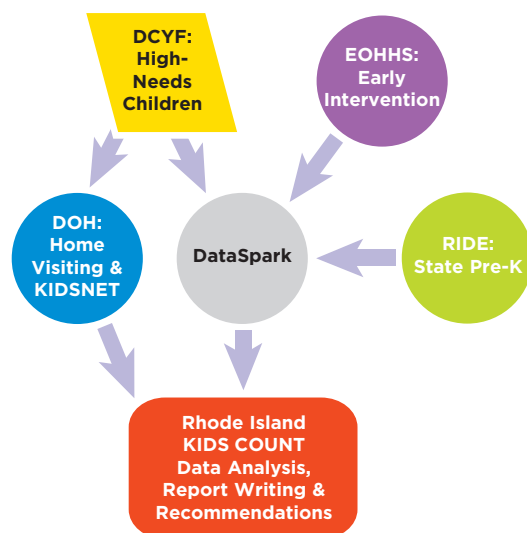 DCYF:
High-
Needs
Children
EOHHS:
Early
Intervention
DOH:
Home
Visiting &
KIDSNET
DataSpark
RIDE:
State Pre-K
Rhode Island
KIDS COUNT
Data Analysis,
Report Writing &
Recommendations